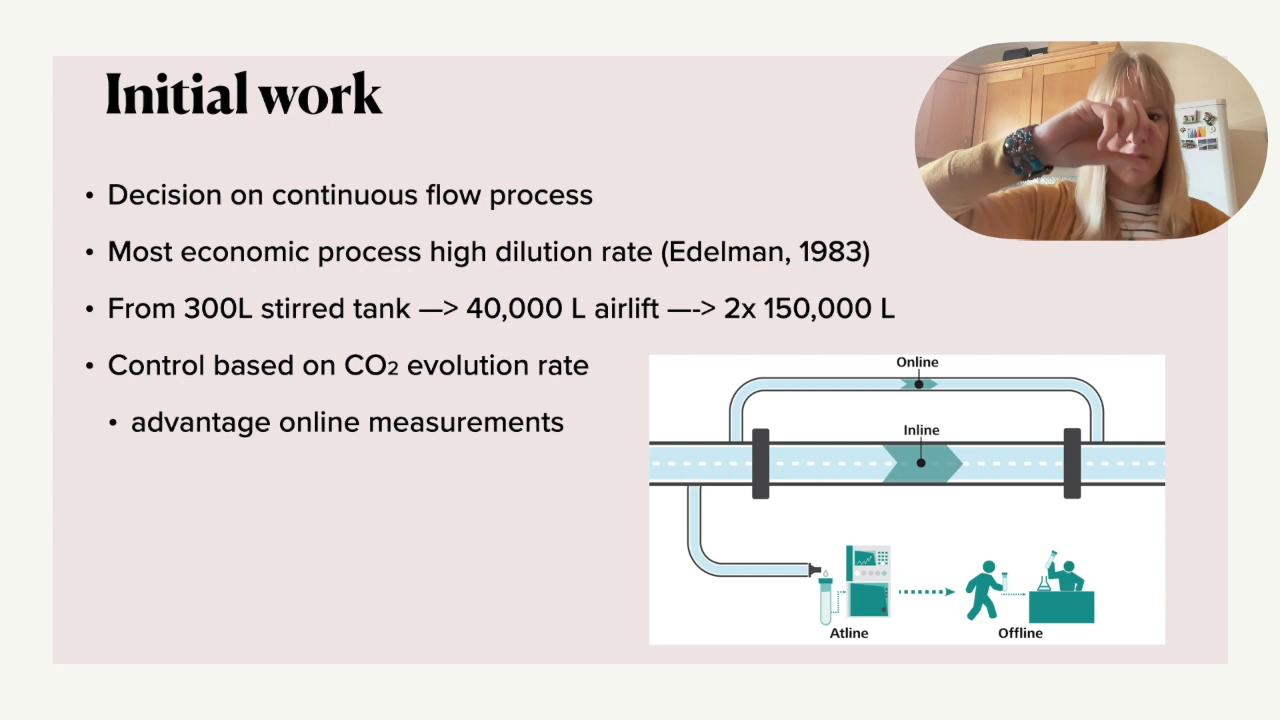 Initial work
• Decision on continuous flow process
• Most economic process high dilution rate (Edelman, 1983)
• From 300L stirred tank —> 40,000 L airlift —-> 2x 150,000 L
• Control based on CO₂ evolution rate
• advantage online measurements
Online
Inline
Atline
Offline